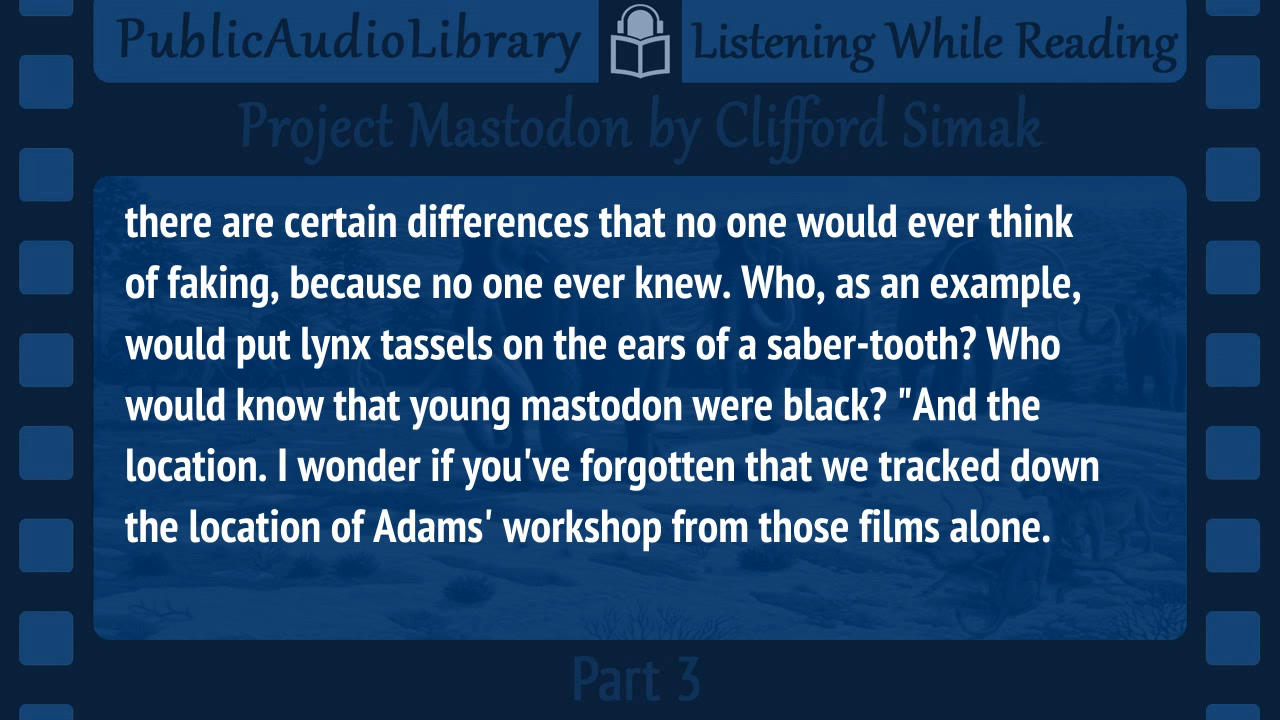 PublicAudioLibrary Listening While Reading
Project Mastodon by Clifford Simak
there are certain differences that no one would ever think
of faking, because no one ever knew. Who, as an example,
would put lynx tassels on the ears of a saber-tooth? Who
would know that young mastodon were black? "And the
location. I wonder if you've forgotten that we tracked down
the location of Adams' workshop from those films alone.
Part 3